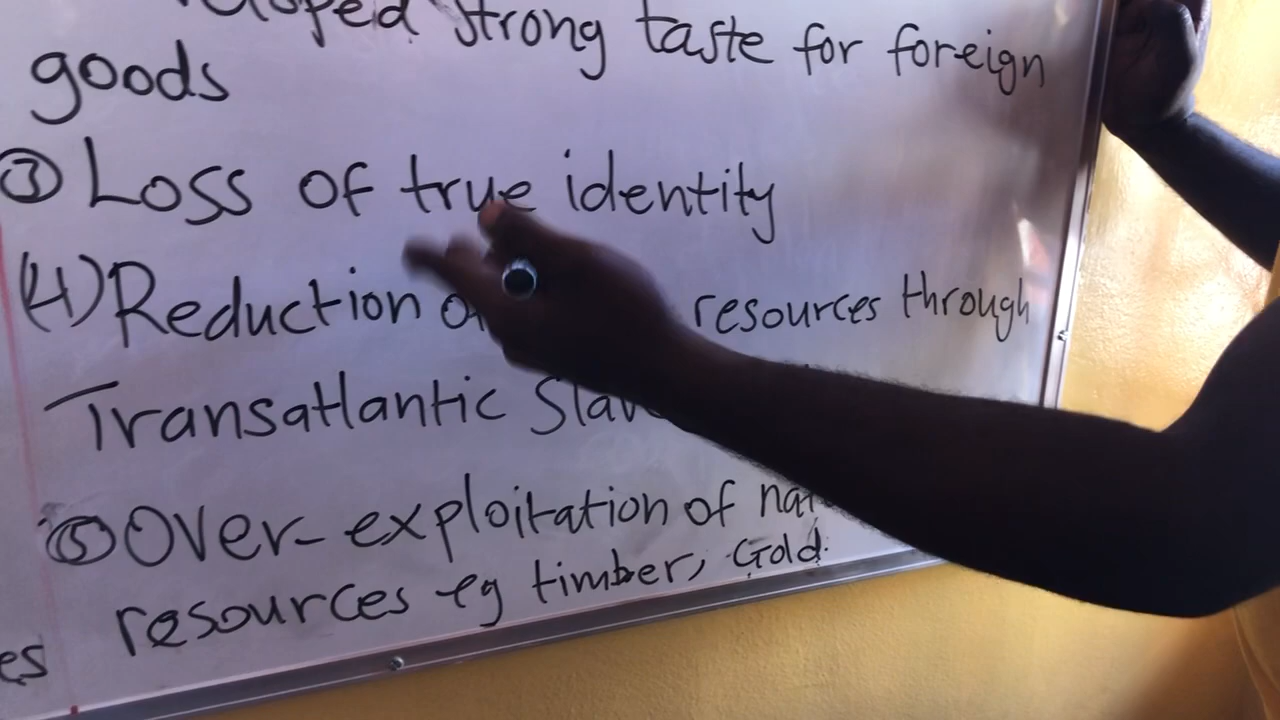 strong taste for foreign
goods
③ Loss of true identity
(4) Reduction resources through
Transatlantic
⑤ Over-exploitation of
resources eg timber, Gold.
es